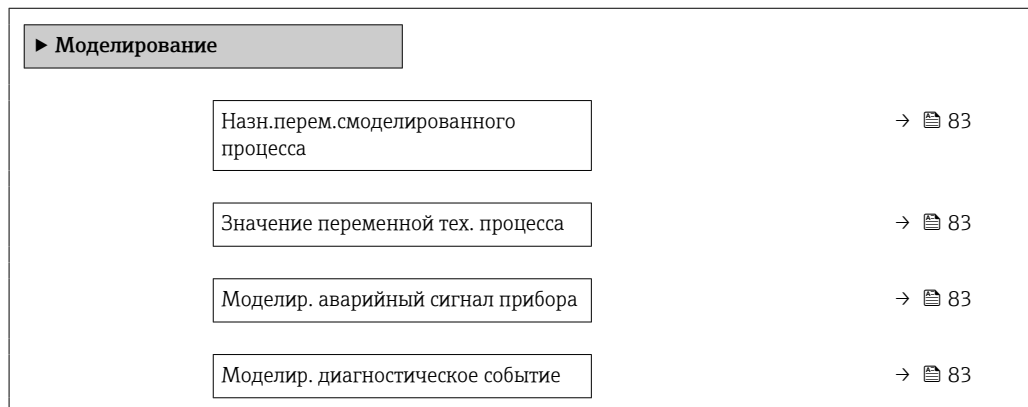 ▶ Моделирование
Назн.перем.смоделированного → 83
процесса
Значение переменной тех. процесса → 83
Моделир. аварийный сигнал прибора → 83
Моделир. диагностическое событие → 83